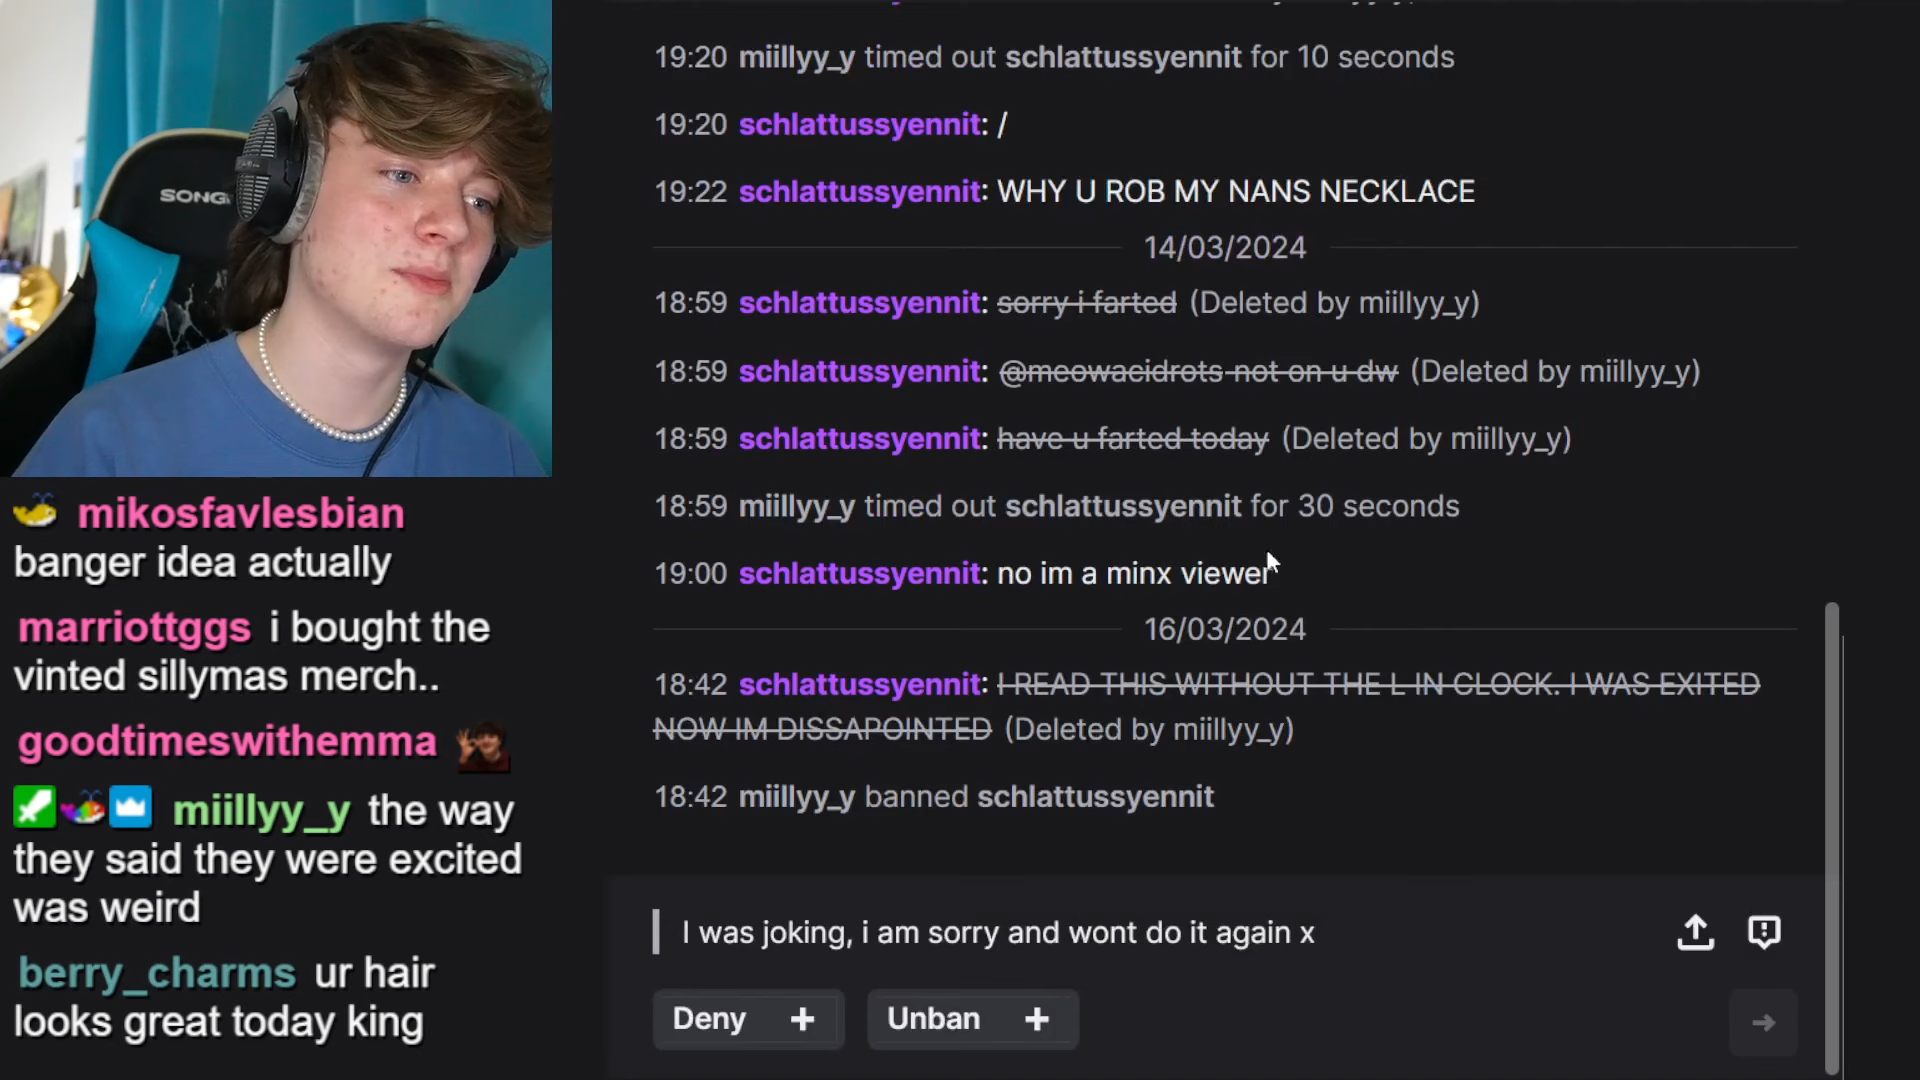 SONG
19:20 miillyy_y timed out schlattussyennit for 10 seconds
19:20 schlattussyennit: /
19:22 schlattussyennit: WHY U ROB MY NANS NECKLACE
14/03/2024
18:59 schlattussyennit: sorry i farted (Deleted by miillyy_y)
18:59 schlattussyennit: @meowacidrots not on u dw (Deleted by miillyy_y)
18:59 schlattussyennit: have u farted today (Deleted by miillyy_y)
18:59 miillyy_y timed out schlattussyennit for 30 seconds
19:00 schlattussyennit: no im a minx viewer
16/03/2024
18:42 schlattussyennit: I READ THIS WITHOUT THE L IN CLOCK. I WAS EXITED
NOW IM DISSAPOINTED (Deleted by miillyy_y)
18:42 miillyy_y banned schlattussyennit
I was joking, i am sorry and wont do it again x
Deny +
Unban +
mikosfavlesbian
banger idea actually
marriottggs i bought the
vinted sillymas merch..
goodtimeswithemma
miillyy_y the way
they said they were excited
was weird
berry_charms ur hair
looks great today king